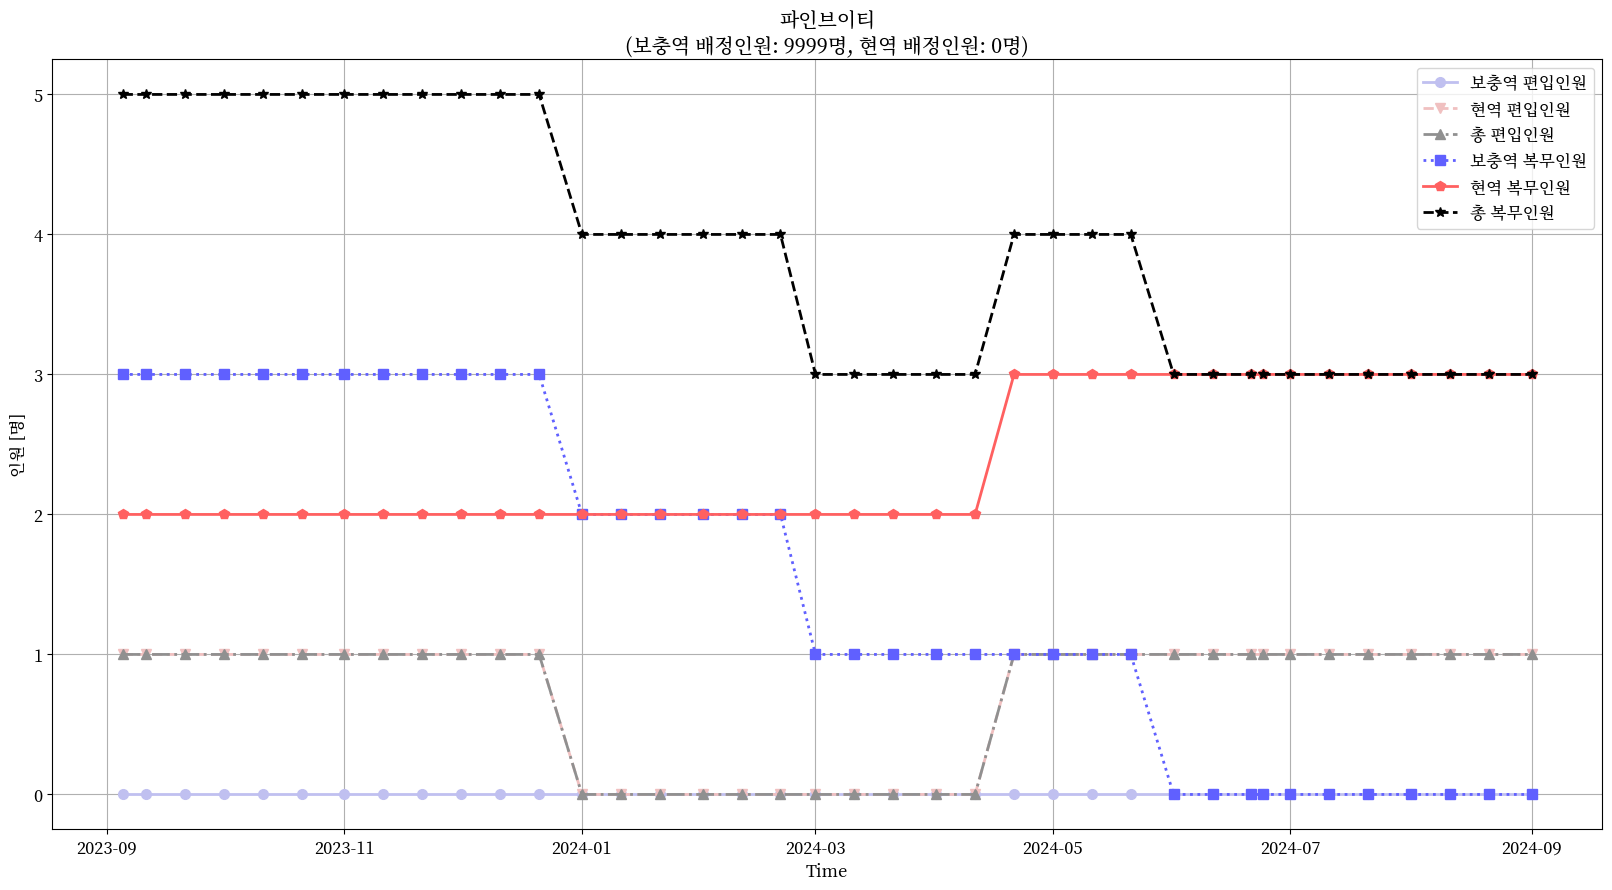 파인브이티
(보충역 배정인원: 9999명, 현역 배정인원: 0명)
보충역 편입인원
현역 편입인원
총 편입인원
보충역 복무인원
현역 복무인원
총 복무인원
인원 [명]
5
4
3
2
1
0
2023-09
2023-11
2024-01
2024-03
2024-05
2024-07
2024-09
Time